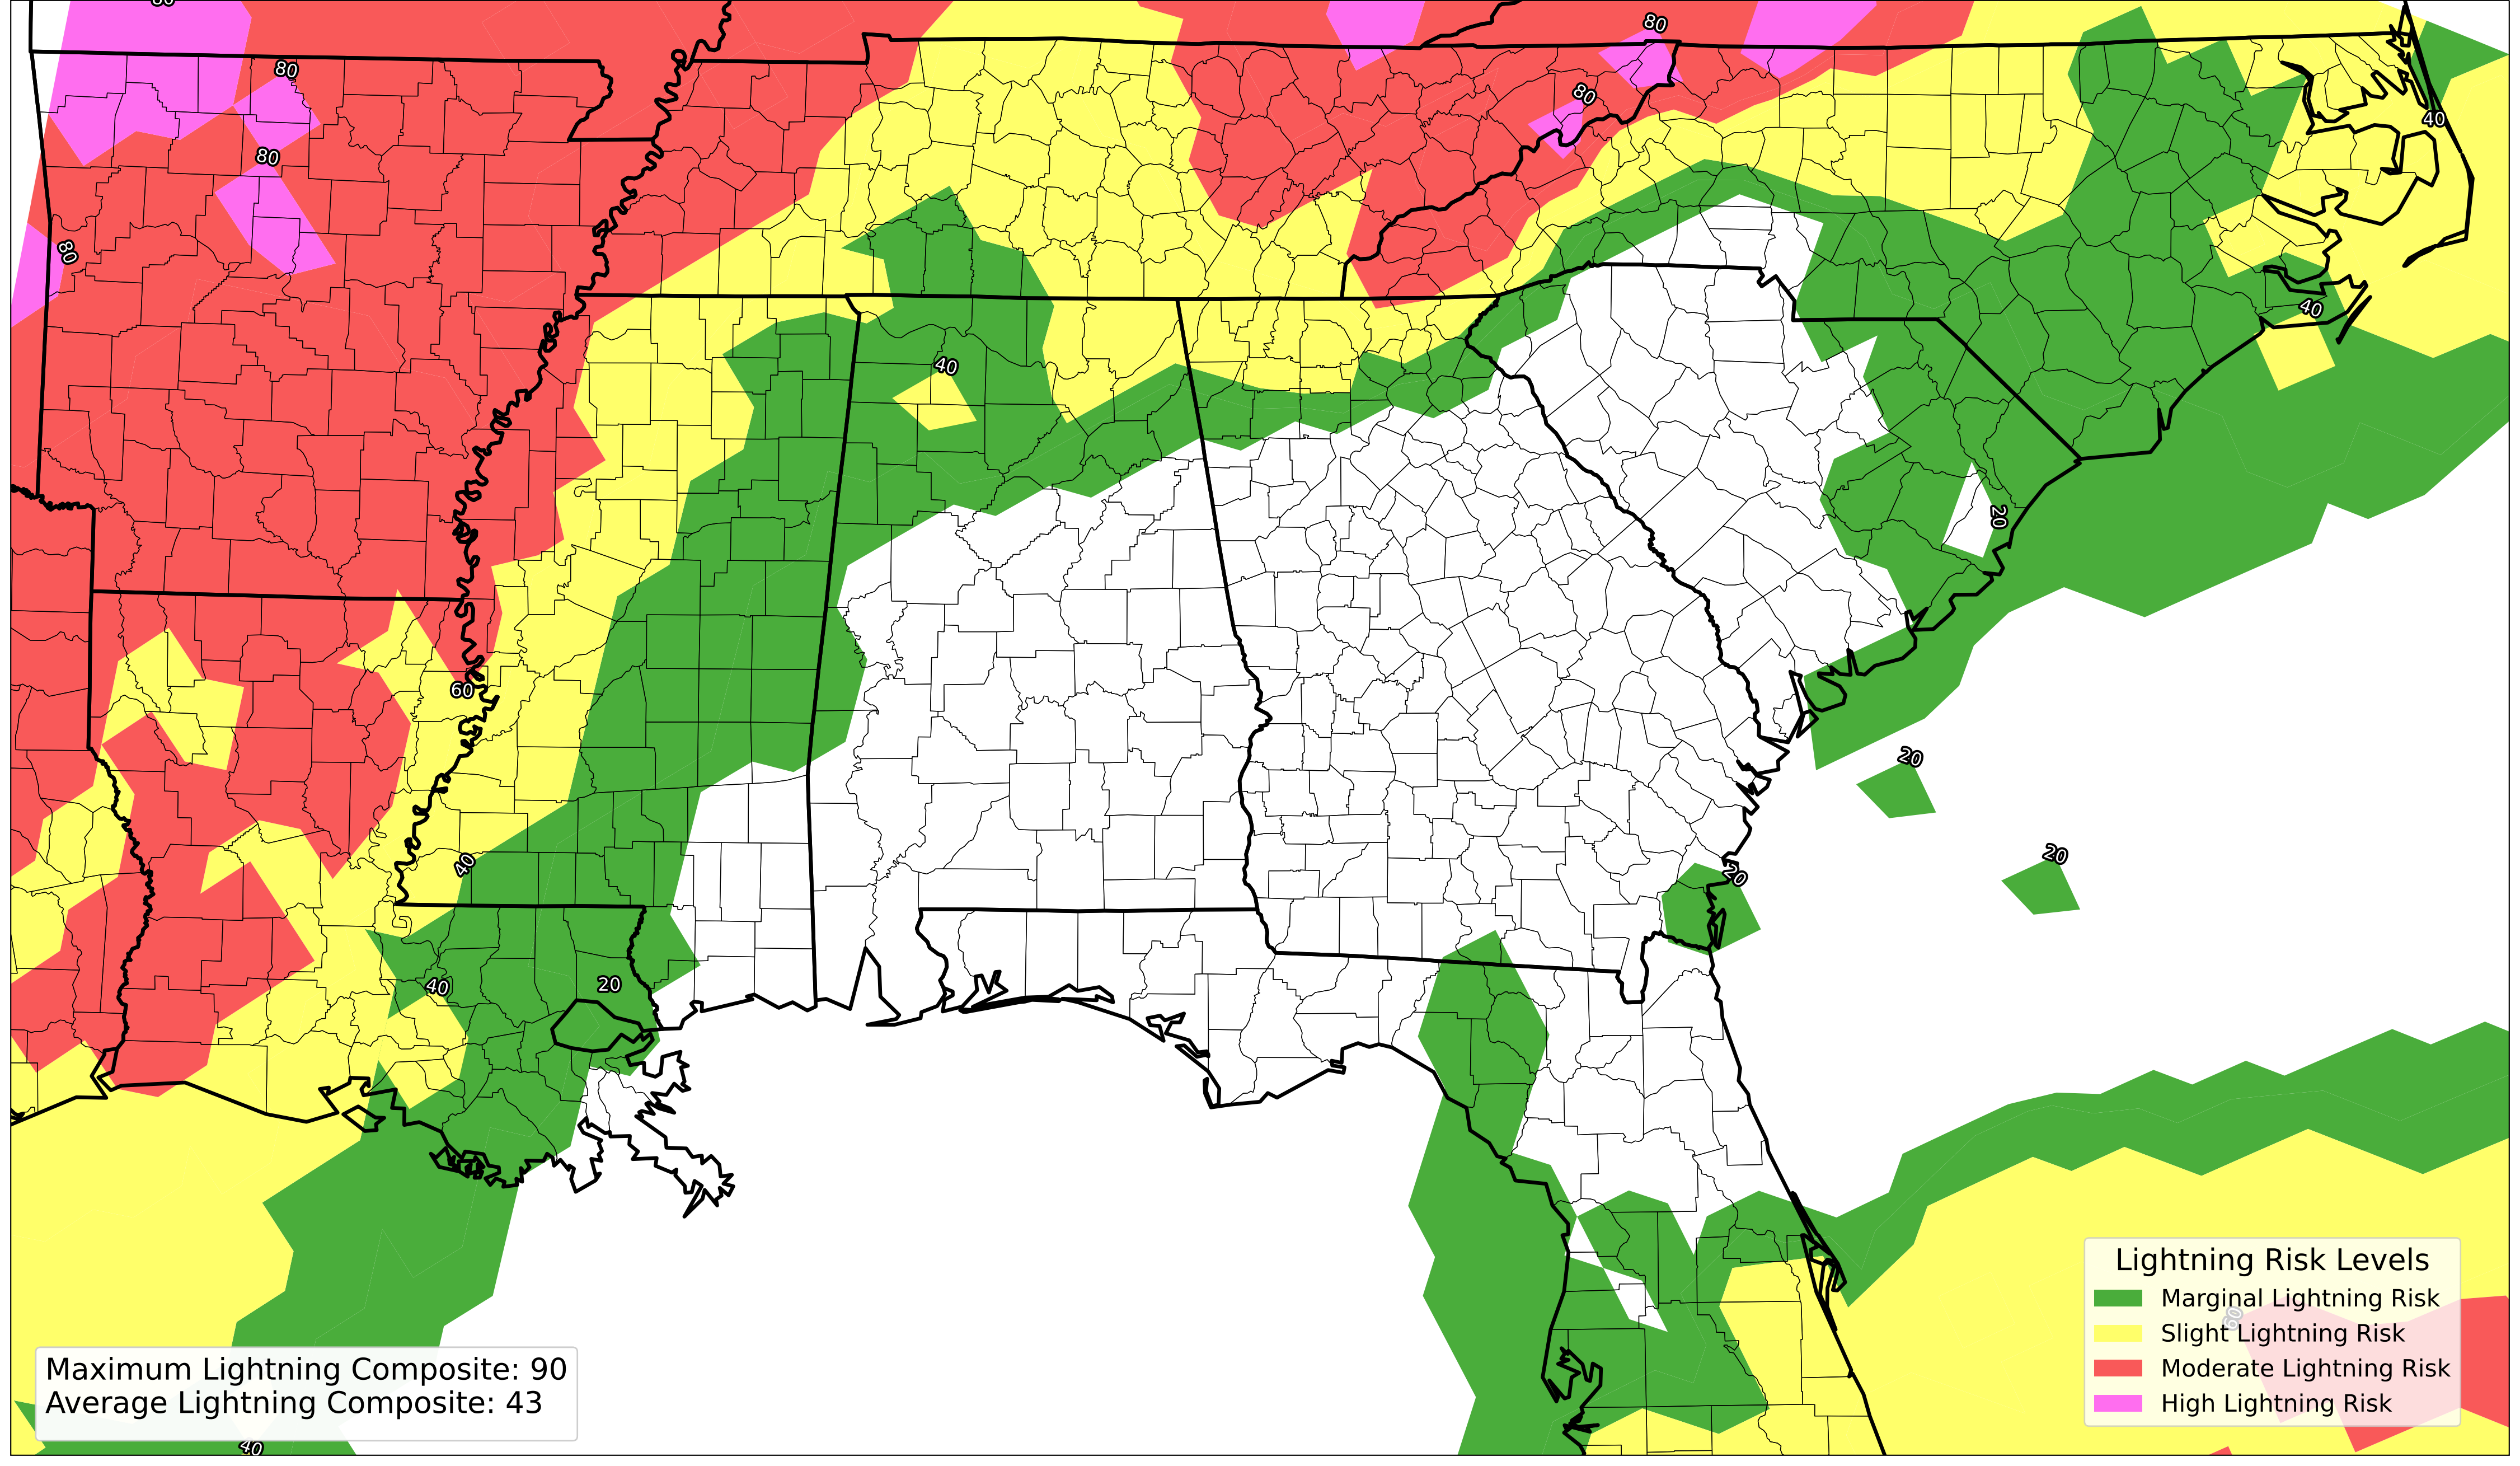 80
80
80
80
80
80
40
40
40
20
60
20
20
40
20
40
20
Lightning Risk Levels
Marginal Lightning Risk
60
Slight Lightning Risk
Moderate Lightning Risk
High Lightning Risk
Maximum Lightning Composite: 90
Average Lightning Composite: 43
40